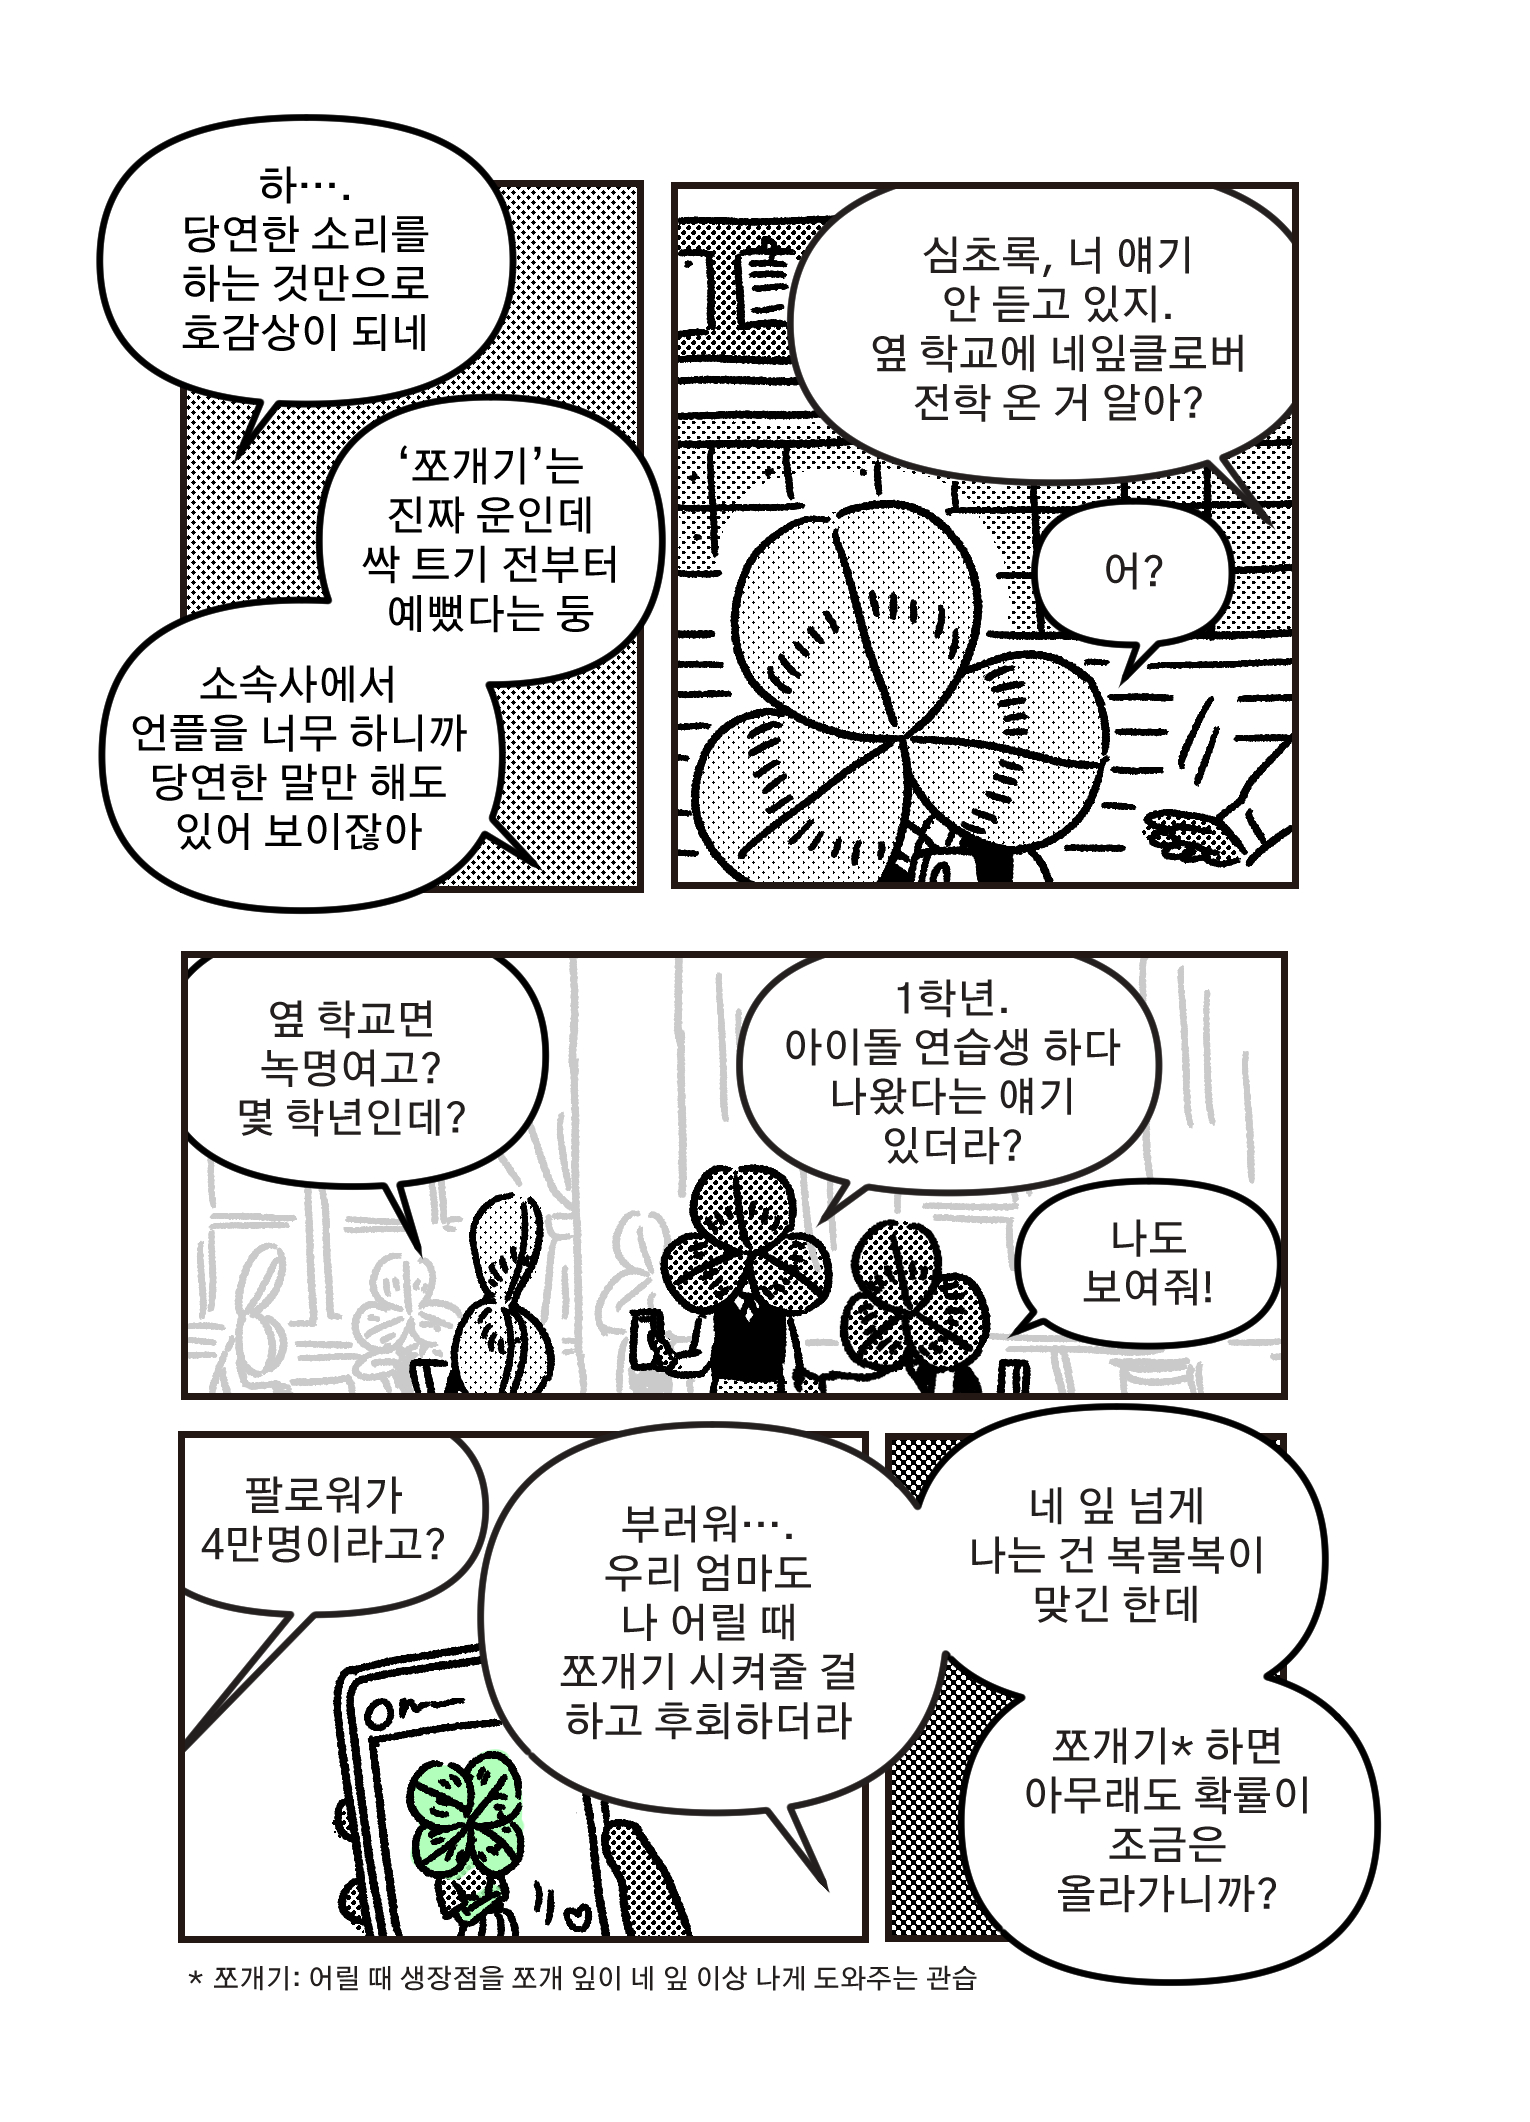 하⋯.
당연한 소리를
하는 것만으로
호감상이 되네
‘쪼개기’는
진짜 운인데
싹 트기 전부터
예뻤다는 둥
소속사에서
언플을 너무 하니까
당연한 말만 해도
있어 보이잖아
심초록, 너 얘기
안 듣고 있지.
옆 학교에 네잎클로버
전학 온 거 알아?
어?
옆 학교면
녹명여고?
몇 학년인데?
1학년.
아이돌 연습생 하다
나왔다는 얘기
있더라?
나도
보여줘!
팔로워가
4만명이라고?
부러워⋯.
우리 엄마도
나 어릴 때
쪼개기 시켜줄 걸
하고 후회하더라
네 잎 넘게
나는 건 복불복이
맞긴 한데
쪼개기* 하면
아무래도 확률이
조금은
올라가니까?
* 쪼개기: 어릴 때 생장점을 쪼개 잎이 네 잎 이상 나게 도와주는 관습